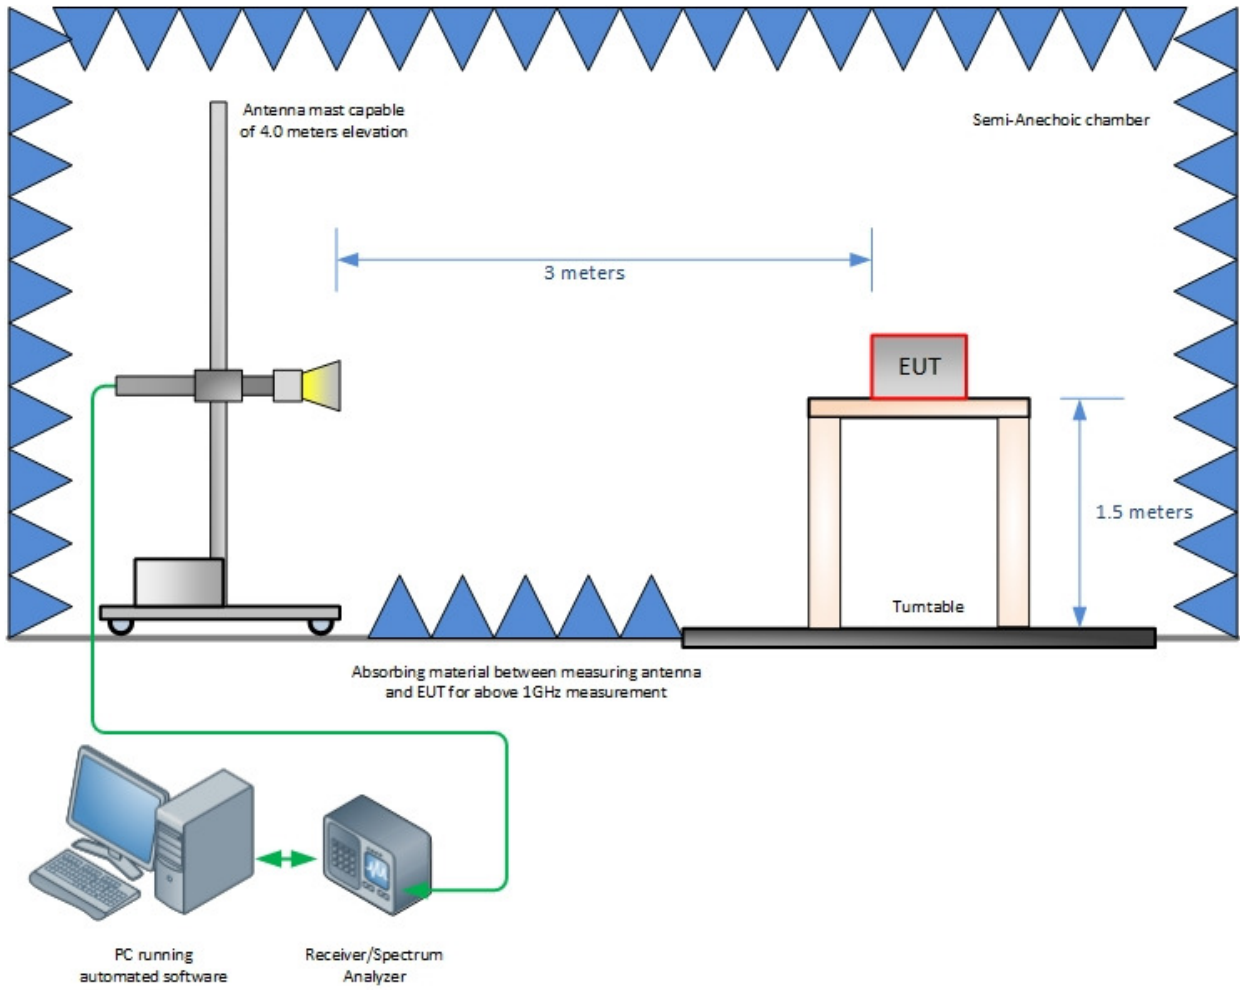 Antenna mast capable
of 4.0 meters elevation
Semi-Anechoic chamber
3 meters
EUT
1.5 meters
Turntable
Absorbing material between measuring antenna
and EUT for above 1GHz measurement
PC running
automated software
Receiver/Spectrum
Analyzer